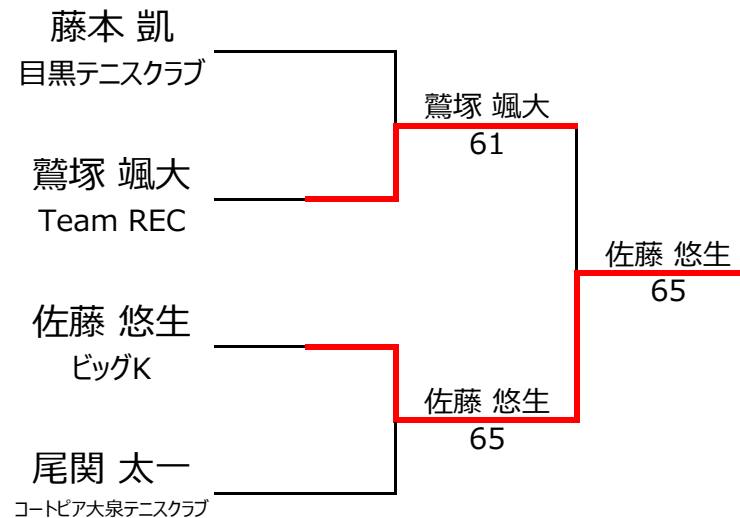 藤本 凱
目黒テニスクラブ
鷲塚 颯大
Team REC
佐藤 悠生
ビッグK
尾関 太一
コートピア大泉テニスクラブ
鷲塚 颯大
61
佐藤 悠生
65
佐藤 悠生
65